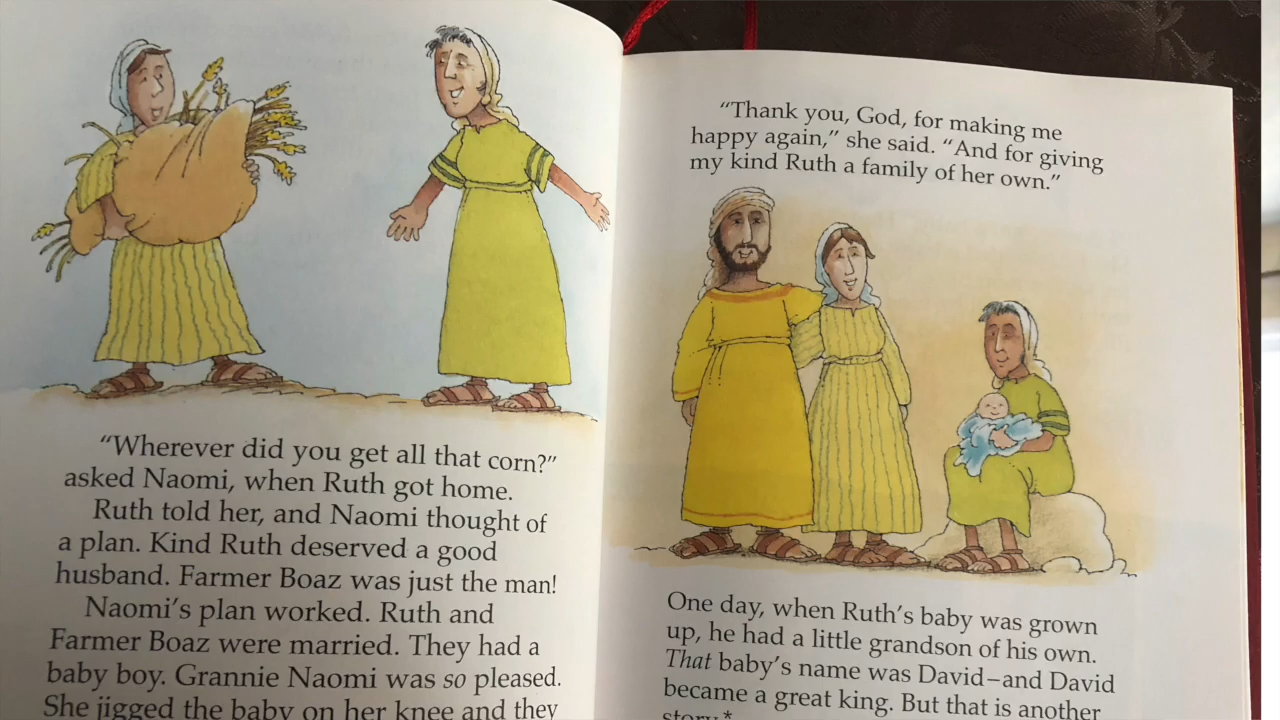 “Wherever did you get all that corn?”
asked Naomi, when Ruth got home.
Ruth told her, and Naomi thought of
a plan. Kind Ruth deserved a good
husband. Farmer Boaz was just the man!
Naomi’s plan worked. Ruth and
Farmer Boaz were married. They had a
baby boy. Grannie Naomi was so pleased.
She jigged the baby on her knee and they
“Thank you, God, for making me
happy again,” she said. “And for giving
my kind Ruth a family of her own.”
One day, when Ruth’s baby was grown
up, he had a little grandson of his own.
That baby’s name was David–and David
became a great king. But that is another
story.*